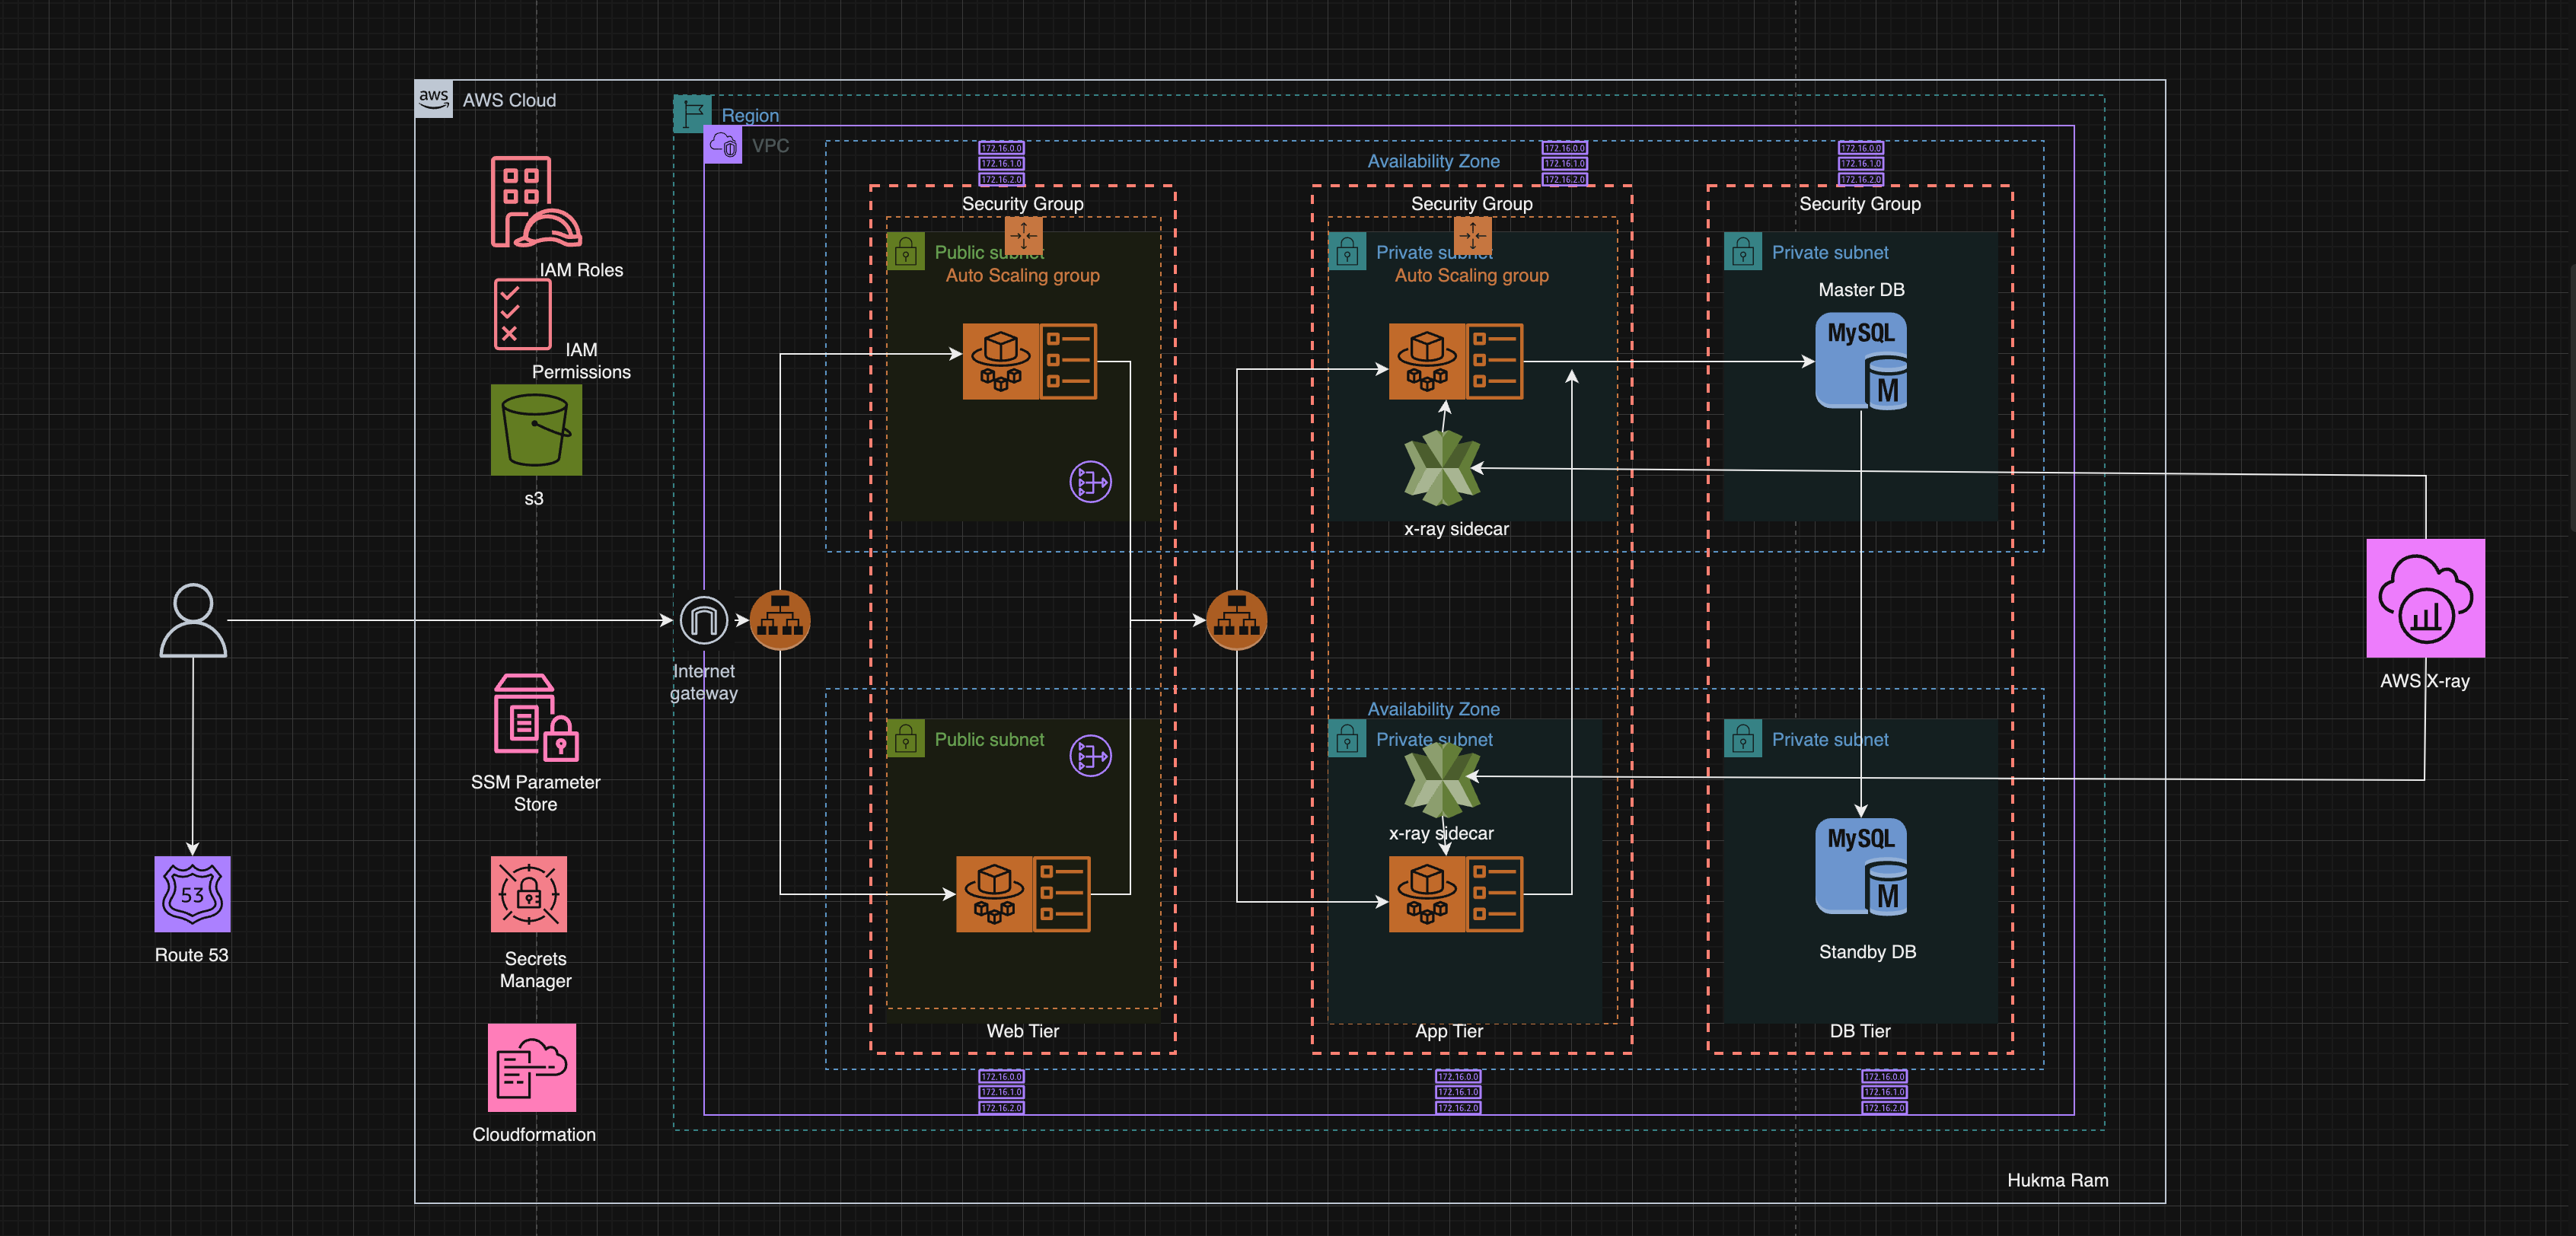 aws
AWS Cloud
Region
VPC
172.16.0.0
172.16.1.0
172.16.2.0
Availability Zone
172.16.0.0
172.16.1.0
172.16.2.0
172.16.0.0
172.16.1.0
172.16.2.0
Security Group
Security Group
Security Group
Public subnet
Auto Scaling group
Private subnet
Auto Scaling group
Private subnet
Master DB
MySQL
M
IAM Roles
IAM
Permissions
s3
x-ray sidecar
Internet
gateway
AWS X-ray
Availability Zone
Public subnet
Private subnet
Private subnet
SSM Parameter
Store
x-ray sidecar
MySQL
M
53
Route 53
Secrets
Manager
Standby DB
Web Tier
App Tier
DB Tier
172.16.0.0
172.16.1.0
172.16.2.0
172.16.0.0
172.16.1.0
172.16.2.0
172.16.0.0
172.16.1.0
172.16.2.0
Cloudformation
Hukma Ram